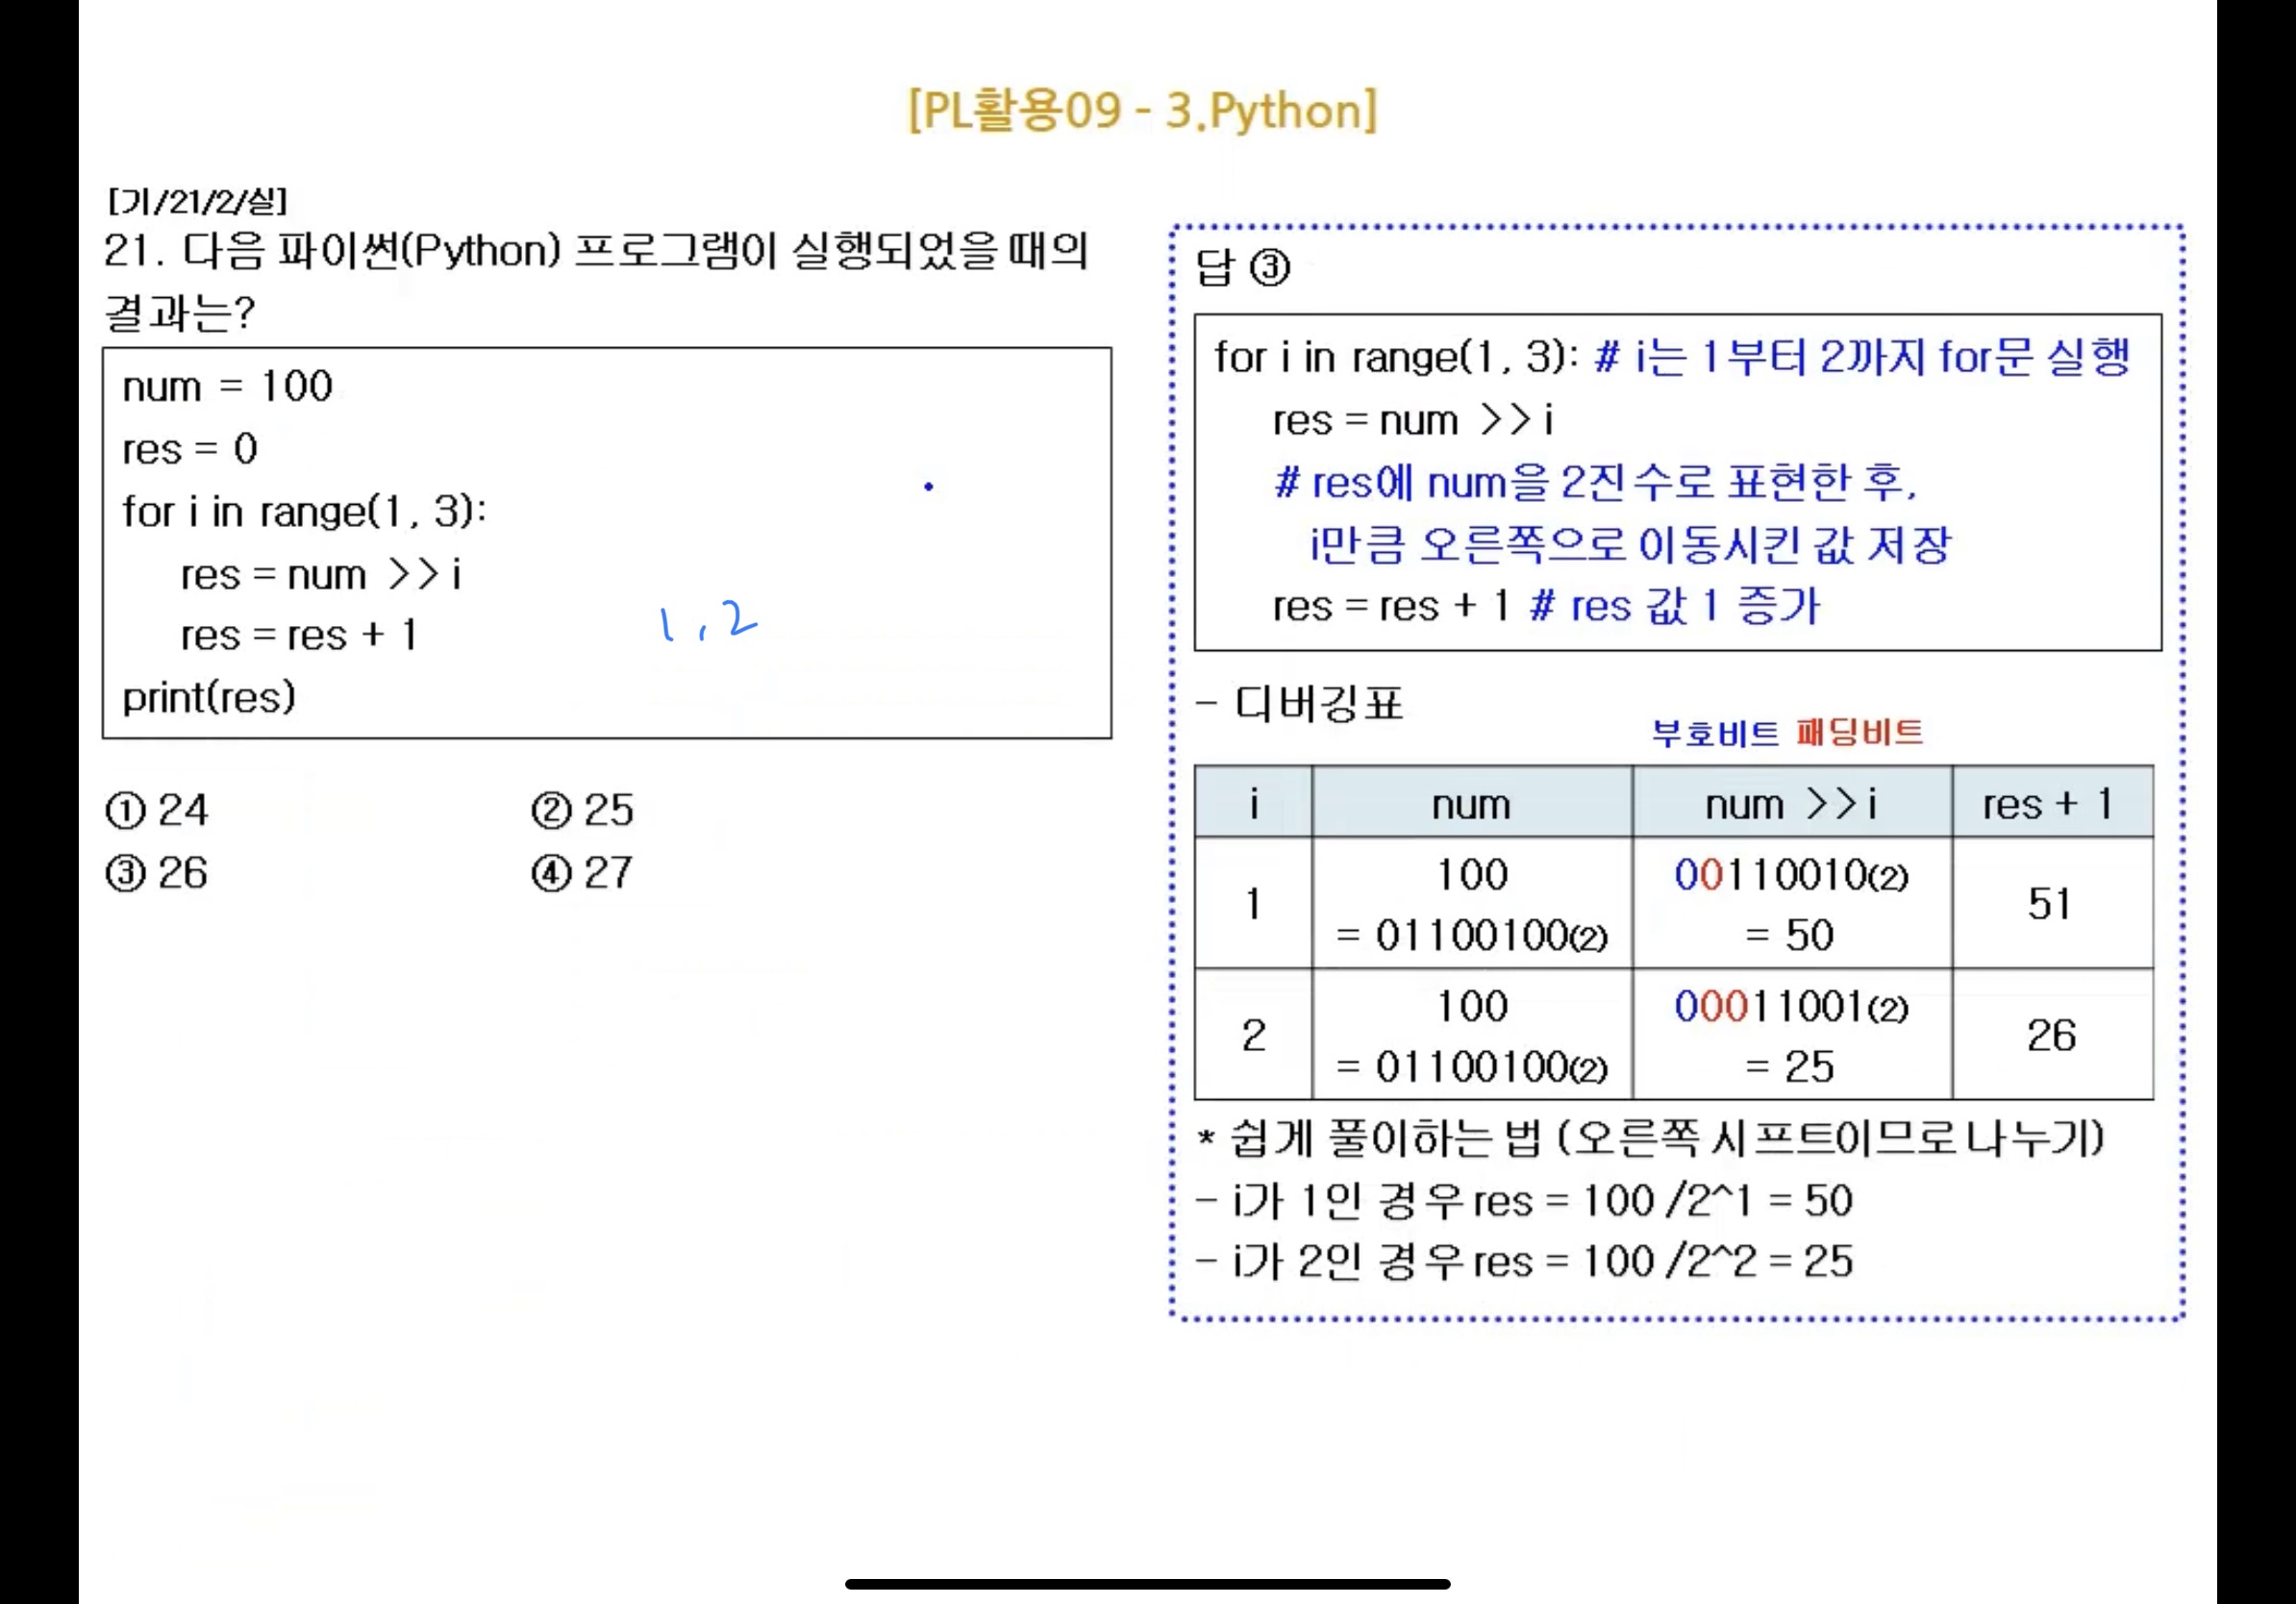 [PL활용09 - 3.Python]
[기/21/2/실]
21. 다음 파이썬(Python) 프로그램이 실행되었을 때의
결과는?
num = 100
res = 0
for i in range(1, 3):
res = num >> i
res = res + 1
print(res)
1, 2
① 24 ② 25
③ 26 ④ 27
답 ③
for i in range(1, 3): # i는 1부터 2까지 for문 실행
res = num >> i
# res에 num을 2진수로 표현한 후,
i만큼 오른쪽으로 이동시킨 값 저장
res = res + 1 # res 값 1 증가
- 디버깅표
부호비트 패딩비트
i num num >> i res + 1
1 100 = 01100100(2) 00110010(2) = 50 51
2 100 = 01100100(2) 00011001(2) = 25 26
* 쉽게 풀이하는 법 (오른쪽 시프트이므로 나누기)
- i가 1인 경우 res = 100 /2^1 = 50
- i가 2인 경우 res = 100 /2^2 = 25